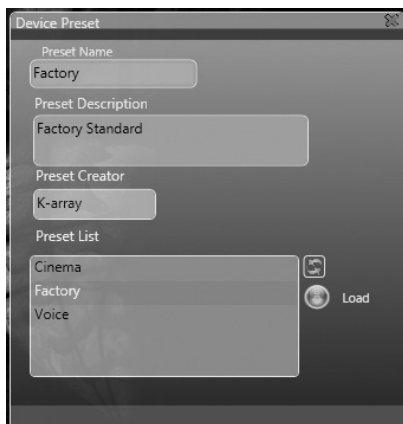 Device Preset
Preset Name
Factory
Preset Description
Factory Standard
Preset Creator
K-array
Preset List
Cinema
Factory
Load
Voice